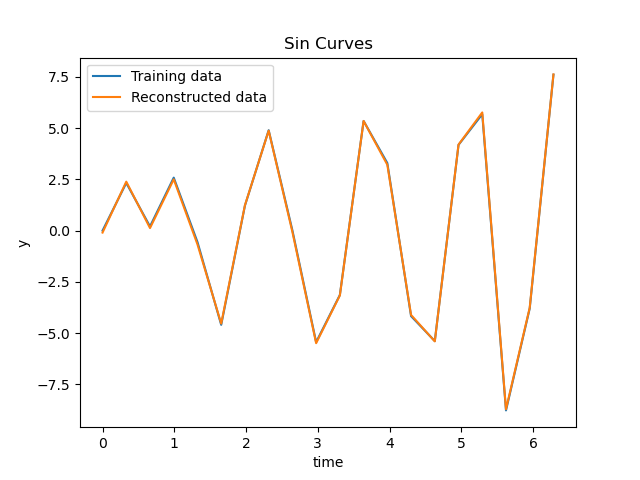 Sin Curves
Training data
Reconstructed data
7.5
5.0
2.5
0.0
−2.5
−5.0
−7.5
y
0 1 2 3 4 5 6
time